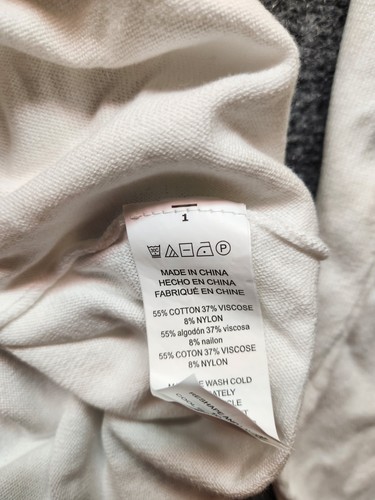 1
P
MADE IN CHINA
HECHO EN CHINA
FABRIQUÉ EN CHINE
55% COTTON 37% VISCOSE
8% NYLON
55% algodón 37% viscosa
8% nailon
55% COTON 37% VISCOSE
8% NYLON
WASH COLD